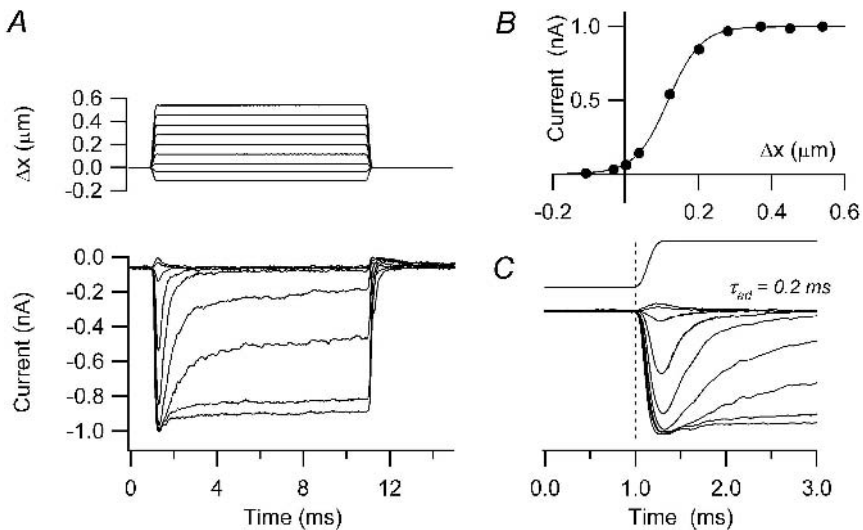 A
Δx (μm)
0.6
0.4
0.2
0.0
-0.2
Current (nA)
0.0
-0.2
-0.4
-0.6
-0.8
-1.0
0
4
8
12
Time (ms)
B
Current (nA)
1.0
0.5
Δx (μm)
-0.2
0.2
0.4
0.6
C
τad = 0.2 ms
0.0
1.0
2.0
3.0
Time (ms)